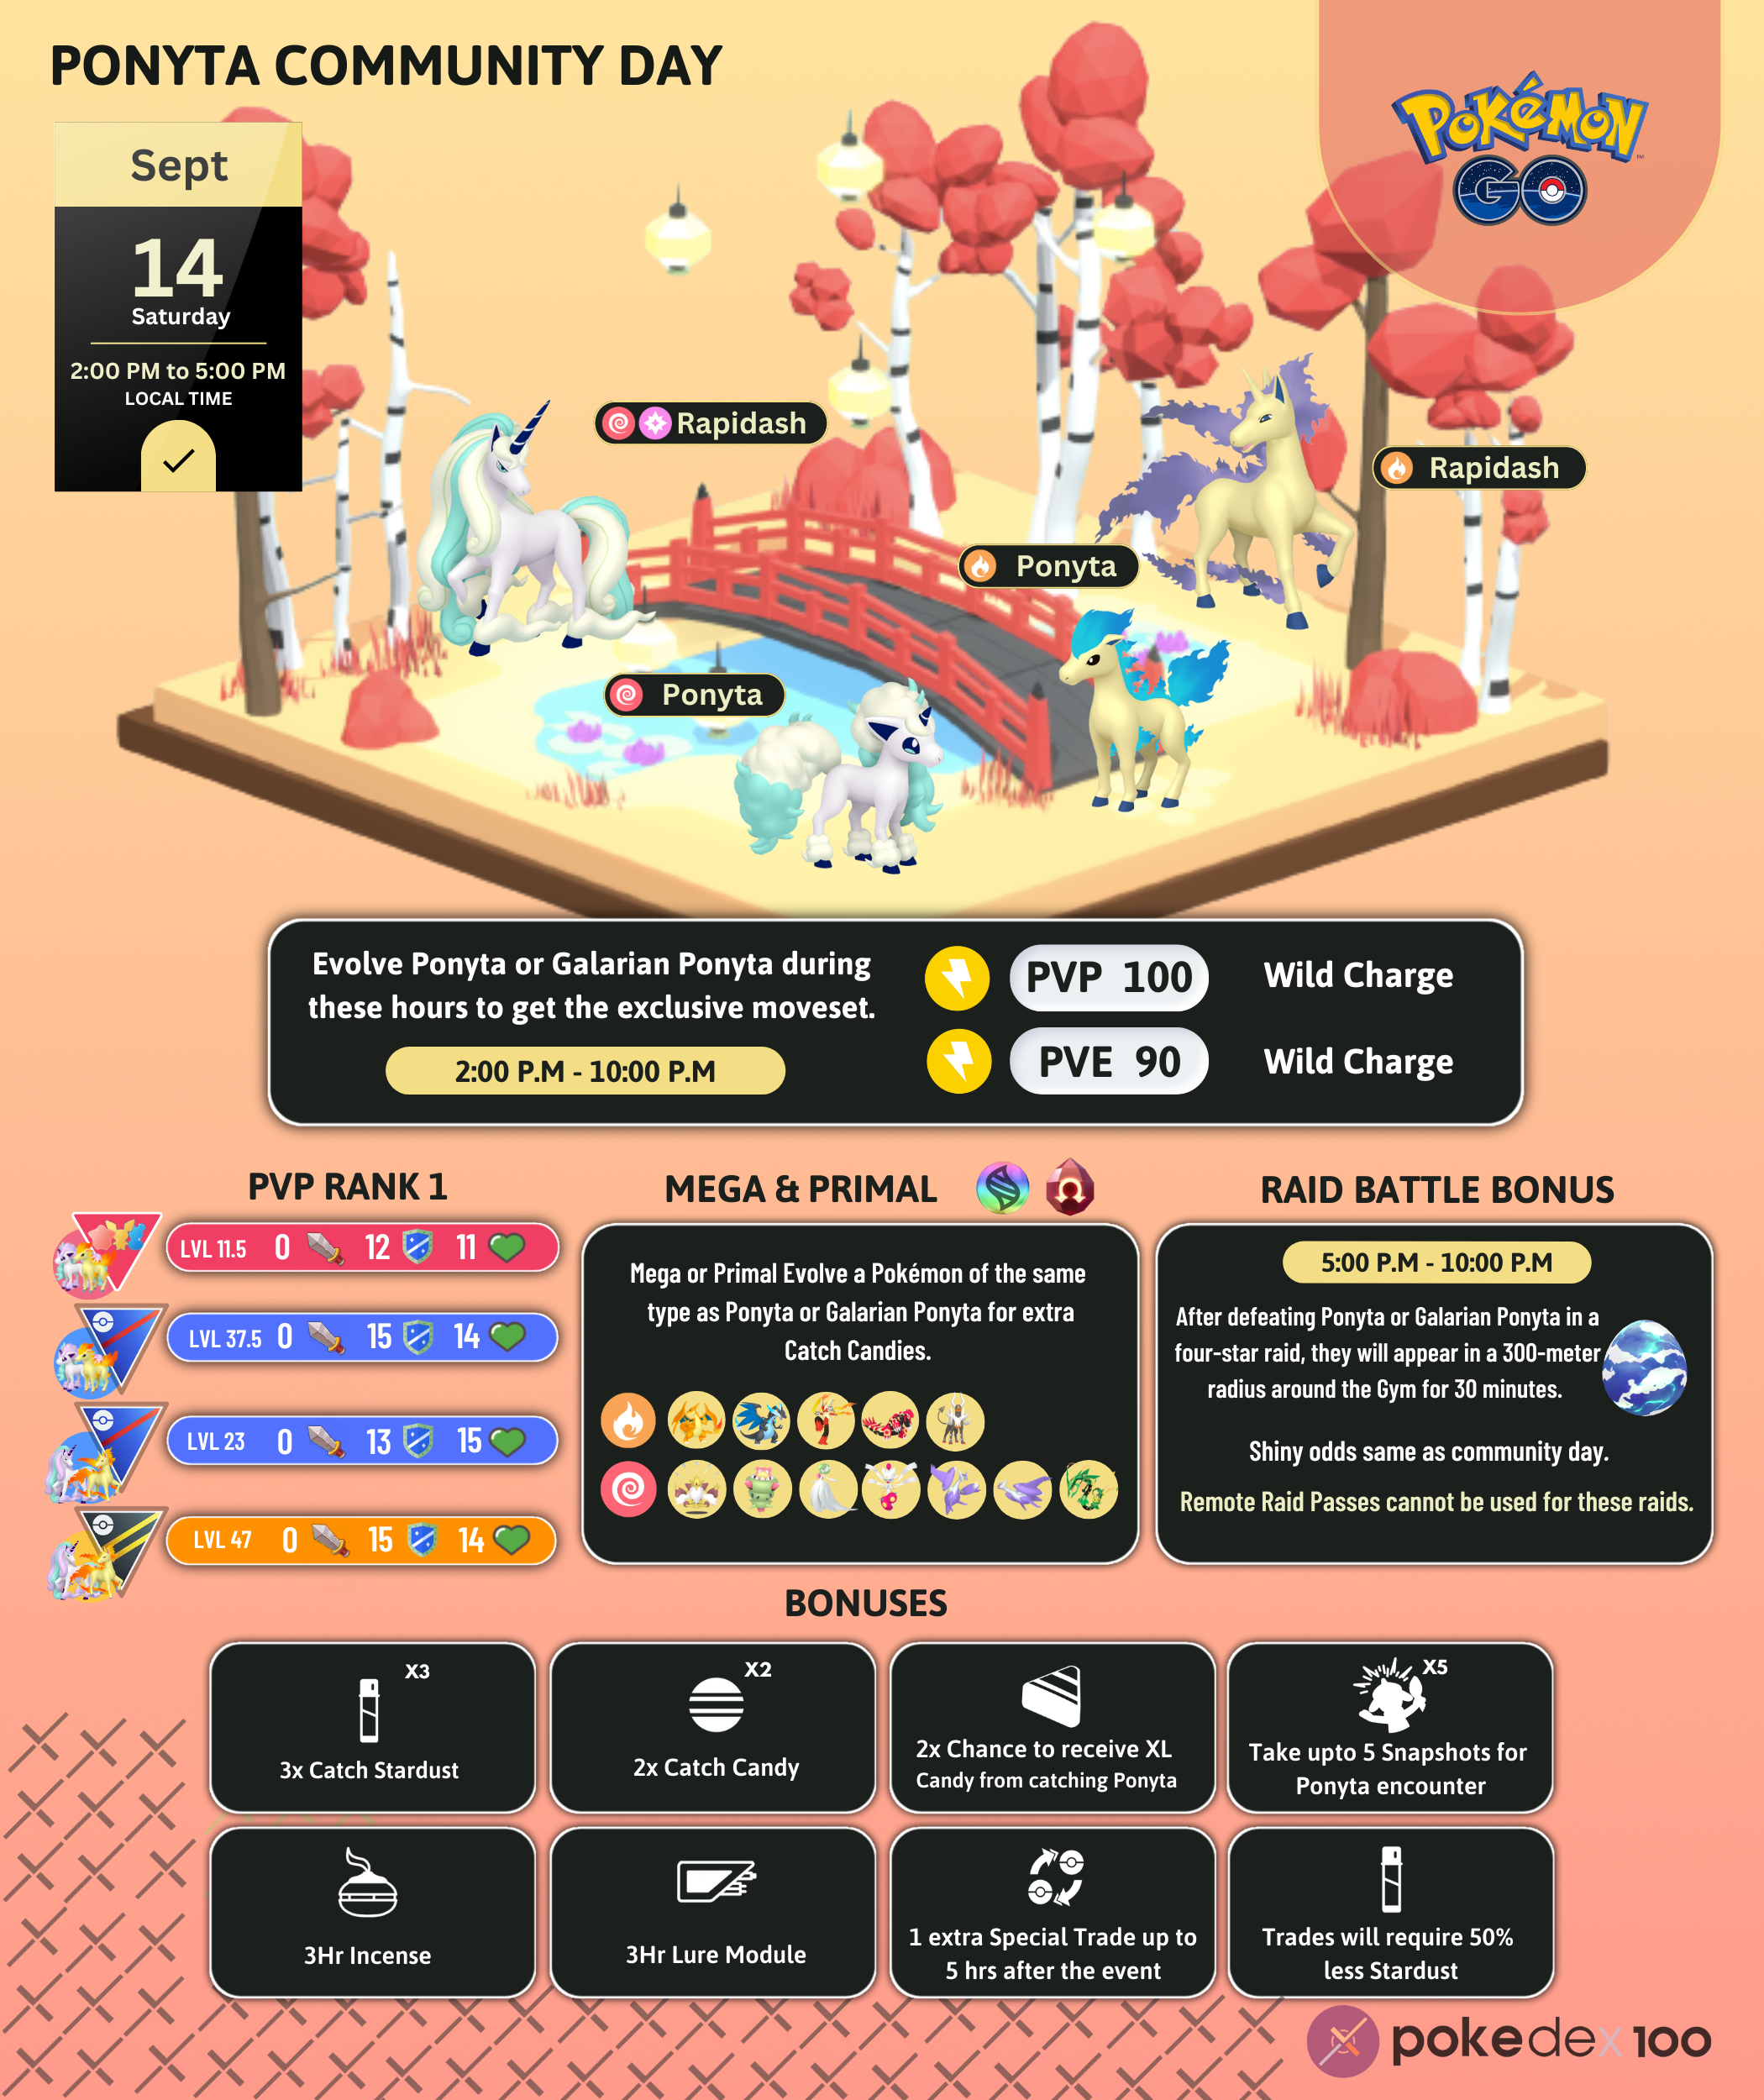 PONYTA COMMUNITY DAY
POKéMON
™
GO
Sept
14
Saturday
2:00 PM to 5:00 PM
LOCAL TIME
Rapidash
Rapidash
Ponyta
Ponyta
Evolve Ponyta or Galarian Ponyta during
these hours to get the exclusive moveset.
2:00 P.M - 10:00 P.M
PVP 100 Wild Charge
PVE 90 Wild Charge
PVP RANK 1
LVL 11.5 0 12 11
LVL 37.5 0 15 14
LVL 23 0 13 15
LVL 47 0 15 14
MEGA & PRIMAL
Mega or Primal Evolve a Pokémon of the same
type as Ponyta or Galarian Ponyta for extra
Catch Candies.
RAID BATTLE BONUS
5:00 P.M - 10:00 P.M
After defeating Ponyta or Galarian Ponyta in a
four-star raid, they will appear in a 300-meter
radius around the Gym for 30 minutes.
Shiny odds same as community day.
Remote Raid Passes cannot be used for these raids.
BONUSES
X3
3x Catch Stardust
X2
2x Catch Candy
2x Chance to receive XL
Candy from catching Ponyta
X5
Take upto 5 Snapshots for
Ponyta encounter
3Hr Incense
3Hr Lure Module
1 extra Special Trade up to
5 hrs after the event
Trades will require 50%
less Stardust
pokedex100